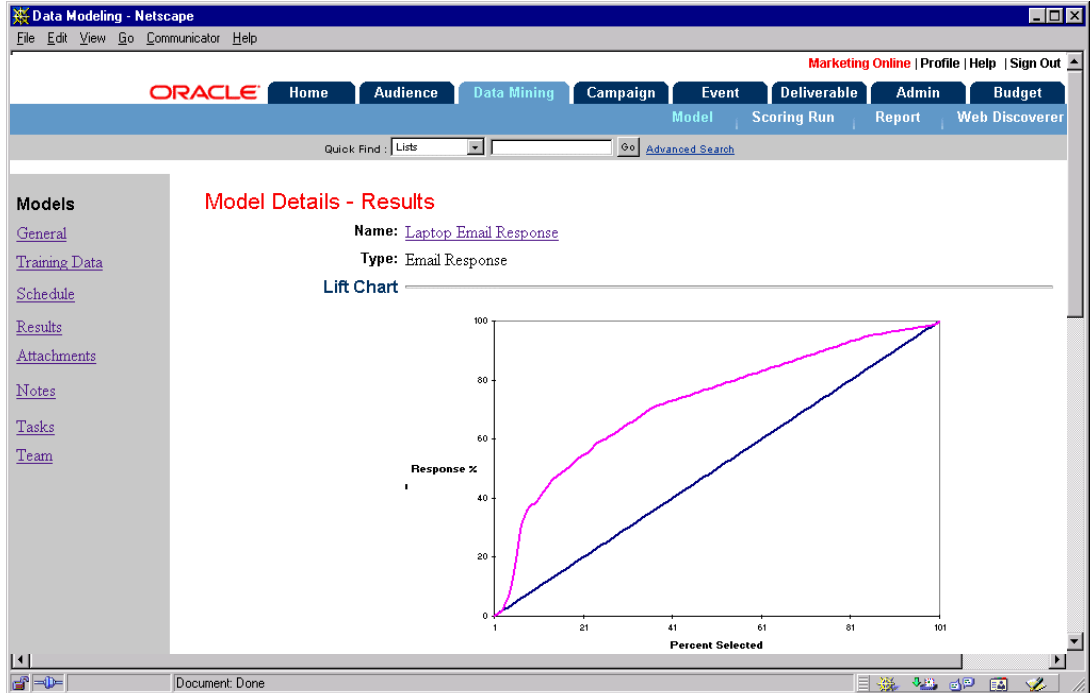 Data Modeling - Netscape
File Edit View Go Communicator Help
Marketing Online | Profile | Help | Sign Out
ORACLE Home Audience Data Mining Campaign Event Deliverable Admin Budget
Model Scoring Run Report Web Discoverer
Quick Find : Lists Go Advanced Search
Models
General
Training Data
Schedule
Results
Attachments
Notes
Tasks
Team
Model Details - Results
Name: Laptop Email Response
Type: Email Response
Lift Chart
100
80
60
Response %
40
20
0
1 21 41 61 81 101
Percent Selected
Document: Done